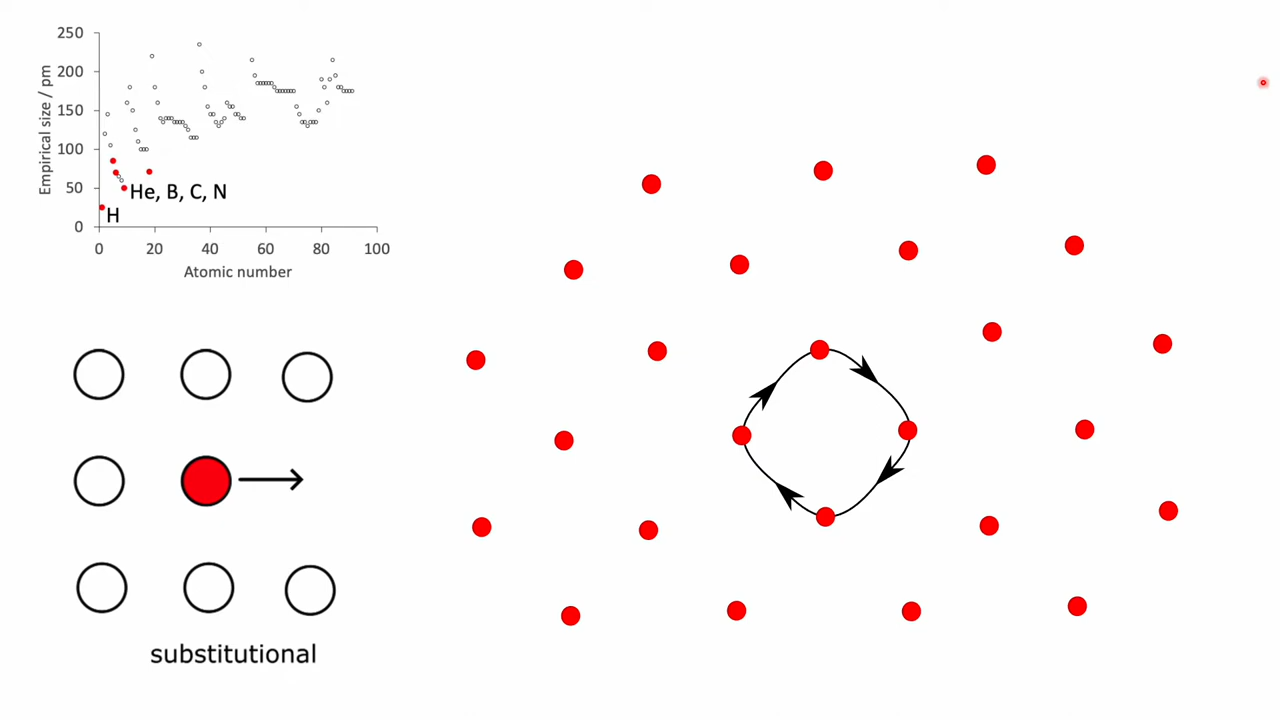 250
200
150
100
50
0
Empirical size / pm
He, B, C, N
H
0 20 40 60 80 100
Atomic number
substitutional